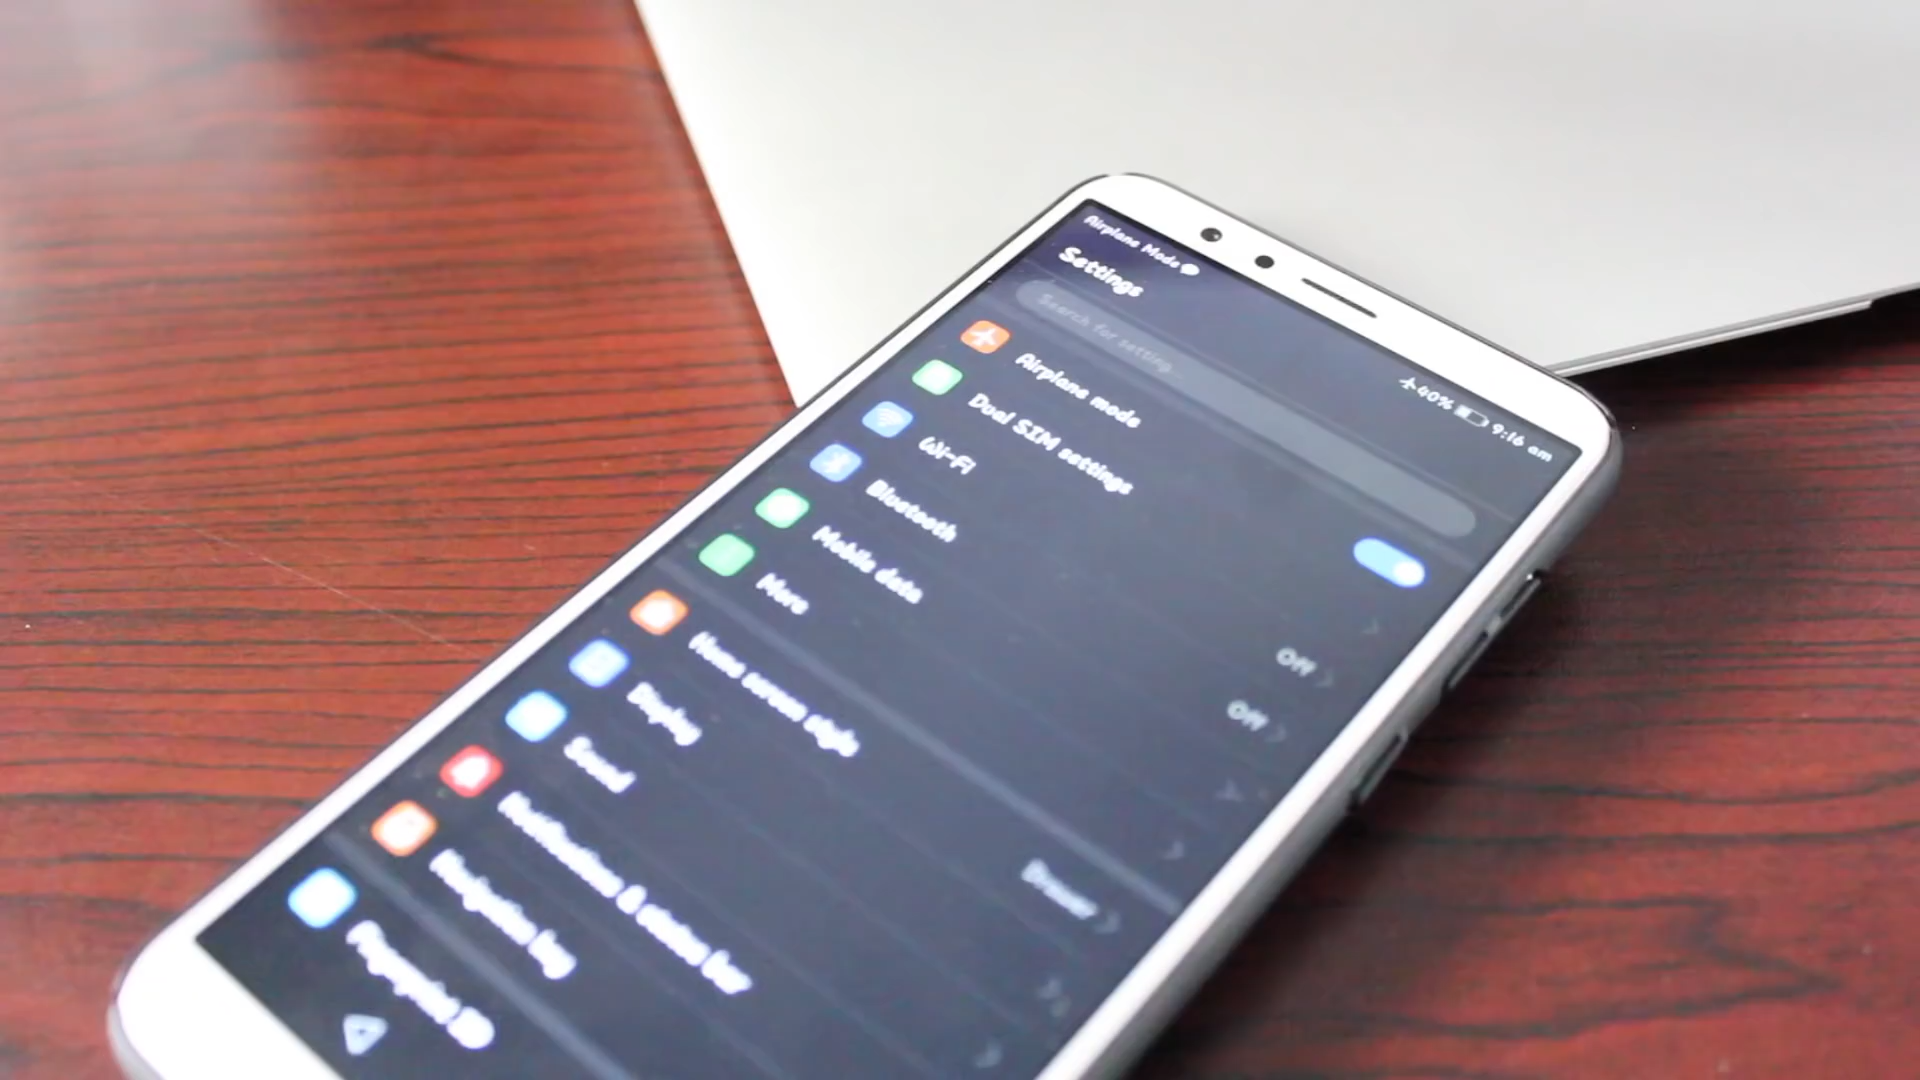 Airplane Mode
40% 9:16 am
Settings
Search for setting...
Airplane mode
Dual SIM settings
Wi-Fi Off
Bluetooth Off
Mobile data
More
Home screen style Drawer
Display
Sound
Notifications & status bar
Navigation key
Fingerprint ID